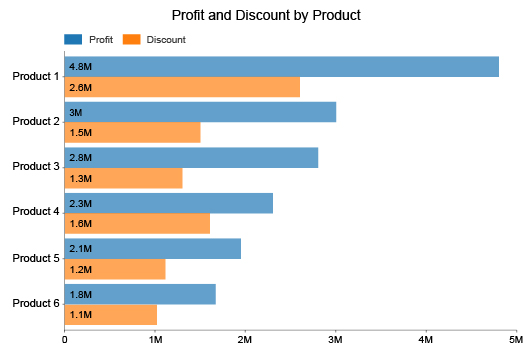 Profit and Discount by Product
Profit Discount
Product 1
4.8M
2.6M
Product 2
3M
1.5M
Product 3
2.8M
1.3M
Product 4
2.3M
1.6M
Product 5
2.1M
1.2M
Product 6
1.8M
1.1M
0 1M 2M 3M 4M 5M